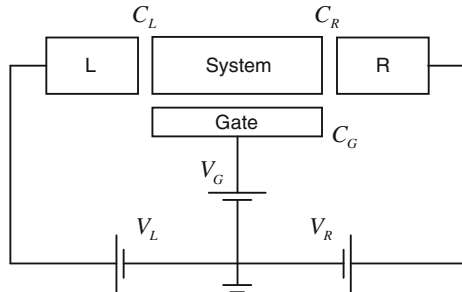 C_L C_R
L System R
Gate
C_G
V_G
V_L V_R